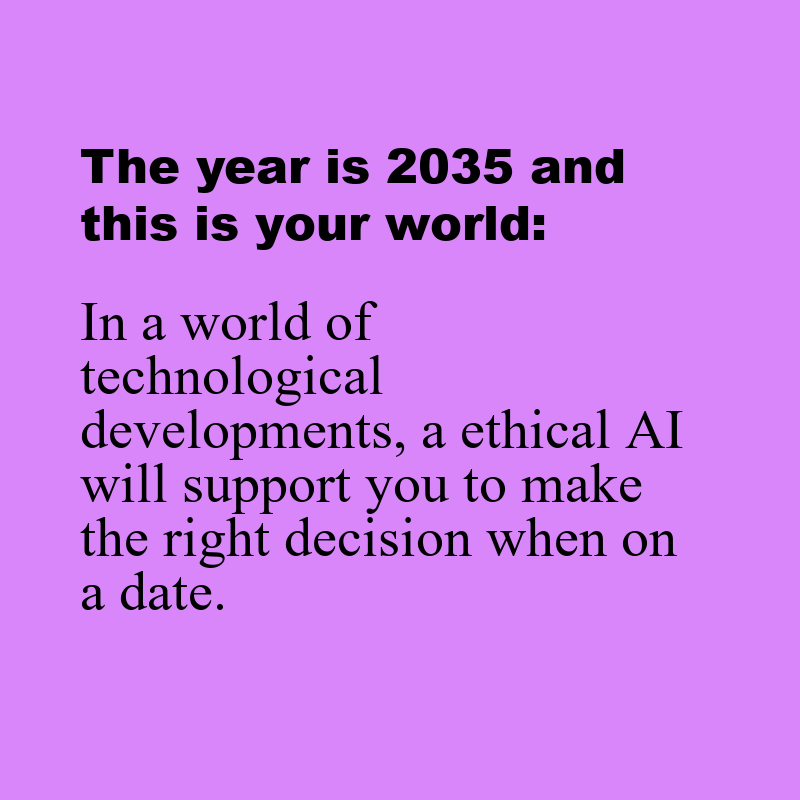 The year is 2035 and
this is your world:
In a world of
technological
developments, a ethical AI
will support you to make
the right decision when on
a date.